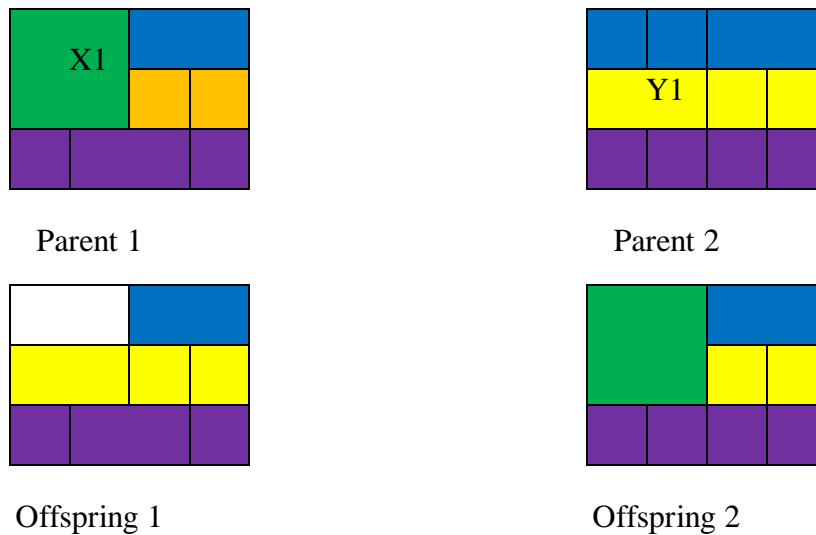 X1
Y1
Parent 1
Parent 2
Offspring 1
Offspring 2